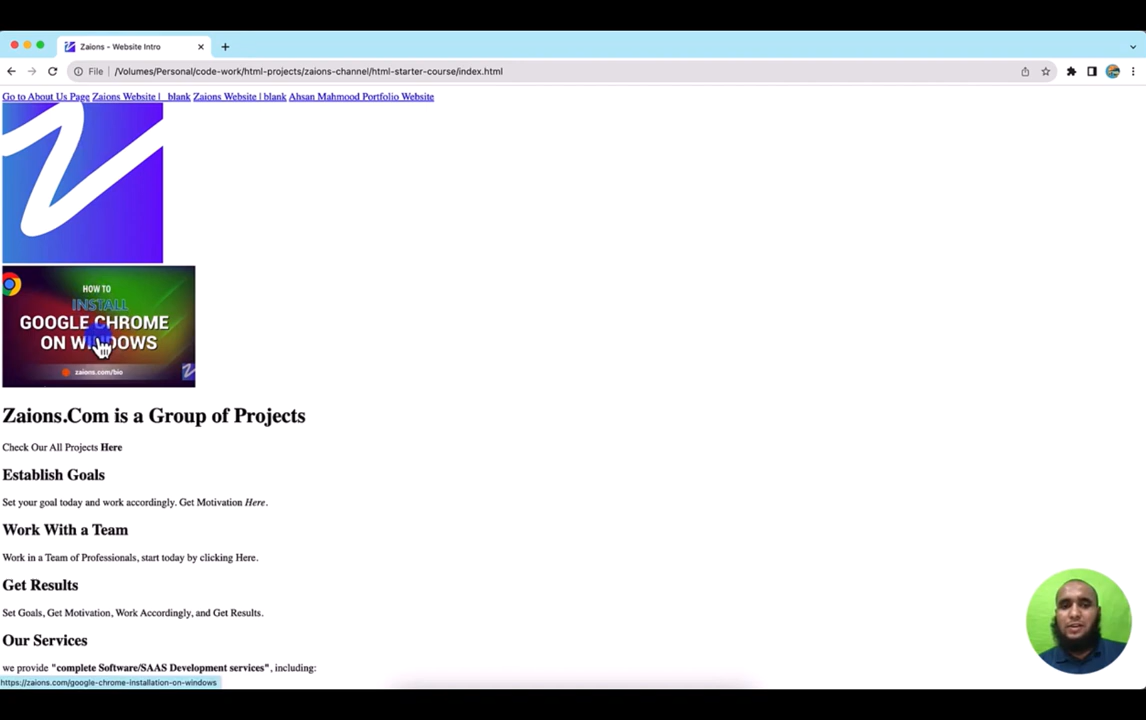 Zaions - Website Intro
File /Volumes/Personal/code-work/html-projects/zaions-channel/html-starter-course/index.html
Go to About Us Page Zaions Website | _blank Zaions Website | blank Ahsan Mahmood Portfolio Website
HOW TO
INSTALL
GOOGLE CHROME
ON WINDOWS
zaions.com/bio
Zaions.Com is a Group of Projects
Check Our All Projects Here
Establish Goals
Set your goal today and work accordingly. Get Motivation Here.
Work With a Team
Work in a Team of Professionals, start today by clicking Here.
Get Results
Set Goals, Get Motivation, Work Accordingly, and Get Results.
Our Services
we provide "complete Software/SAAS Development services", including:
https://zaions.com/google-chrome-installation-on-windows